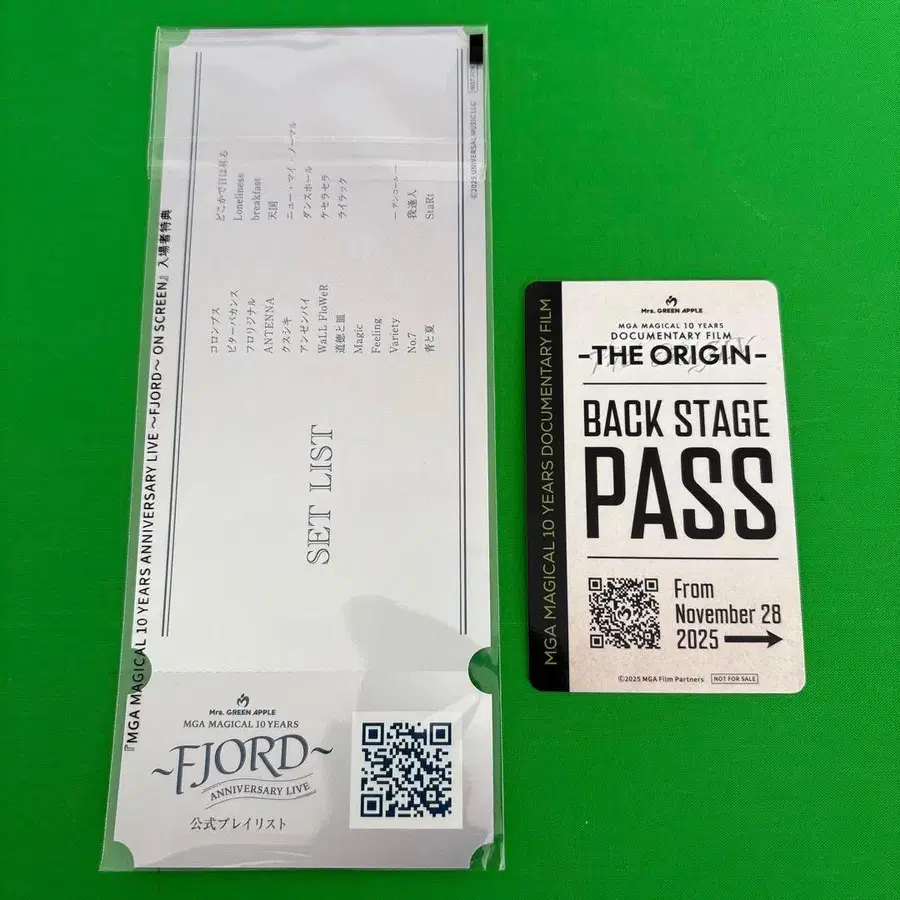 『MGA MAGICAL 10 YEARS ANNIVERSARY LIVE ～FJORD～ ON SCREEN』入場者特典
SET LIST
コロンブス
ビターバカンス
フロリジナル
ANTENNA
クスシキ
アンゼンパイ
WaLL FloWeR
道徳と皿
Magic
Feeling
Variety
No.7
青と夏
どこかで日は昇る
Loneliness
breakfast
天国
ニュー・マイ・ノーマル
ダンスホール
ケセラセラ
ライラック
― アンコール ―
我逢人
StaRt
©2025 UNIVERSAL MUSIC LLC
NOT FOR
Mrs. GREEN APPLE
MGA MAGICAL 10 YEARS
～FJORD～
ANNIVERSARY LIVE
公式プレイリスト
MGA MAGICAL 10 YEARS DOCUMENTARY FILM
Mrs. GREEN APPLE
MGA MAGICAL 10 YEARS
DOCUMENTARY FILM
-THE ORIGIN-
BACK STAGE
PASS
From
November 28
2025
©2025 MGA Film Partners
NOT FOR SALE